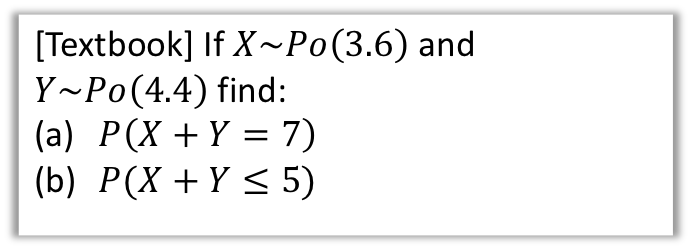 [Textbook] If X~Po(3.6) and
Y~Po(4.4) find:
(a) P(X + Y = 7)
(b) P(X + Y ≤ 5)